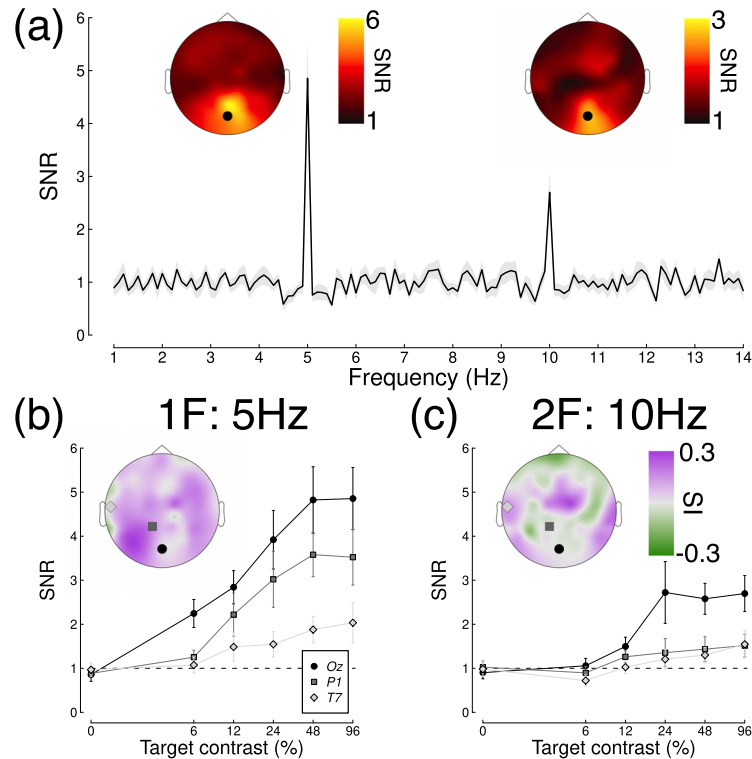 (a)
6
SNR
1
3
SNR
1
SNR
6
5
4
3
2
1
0
1 2 3 4 5 6 7 8 9 10 11 12 13 14
Frequency (Hz)
(b) 1F: 5Hz
SNR
6
5
4
3
2
1
0
Oz
P1
T7
0 6 12 24 48 96
Target contrast (%)
(c) 2F: 10Hz
0.3
SI
-0.3
SNR
6
5
4
3
2
1
0
0 6 12 24 48 96
Target contrast (%)